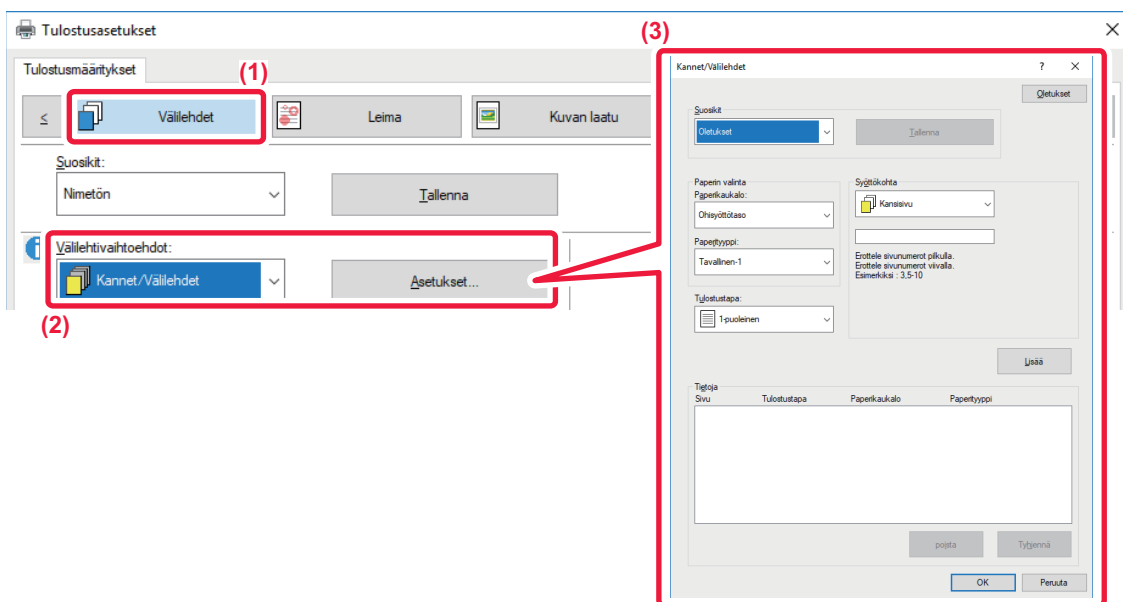 Tulostusasetukset
Tulostusmääritykset
(1)
≤ Välilehdet Leima Kuvan laatu
Suosikit:
Nimetön Tallenna
Välilehtivaihtoehdot:
Kannet/Välilehdet Asetukset...
(2)
(3)
Kannet/Välilehdet ? ×
Oletukset
Suosikit
Oletukset Tallenna
Paperin valinta
Paperikaukalo:
Ohisyöttötaso
Paperityyppi:
Tavallinen-1
Tulostustapa:
1-puoleinen
Syöttökohta
Kansisivu
Erottele sivunumerot pilkulla.
Erottele sivunumerot viivalla.
Esimerkiksi : 3,5-10
Lisää
Tietoja
Sivu Tulostustapa Paperikaukalo Paperityyppi
poista Tyhjennä
OK Peruuta